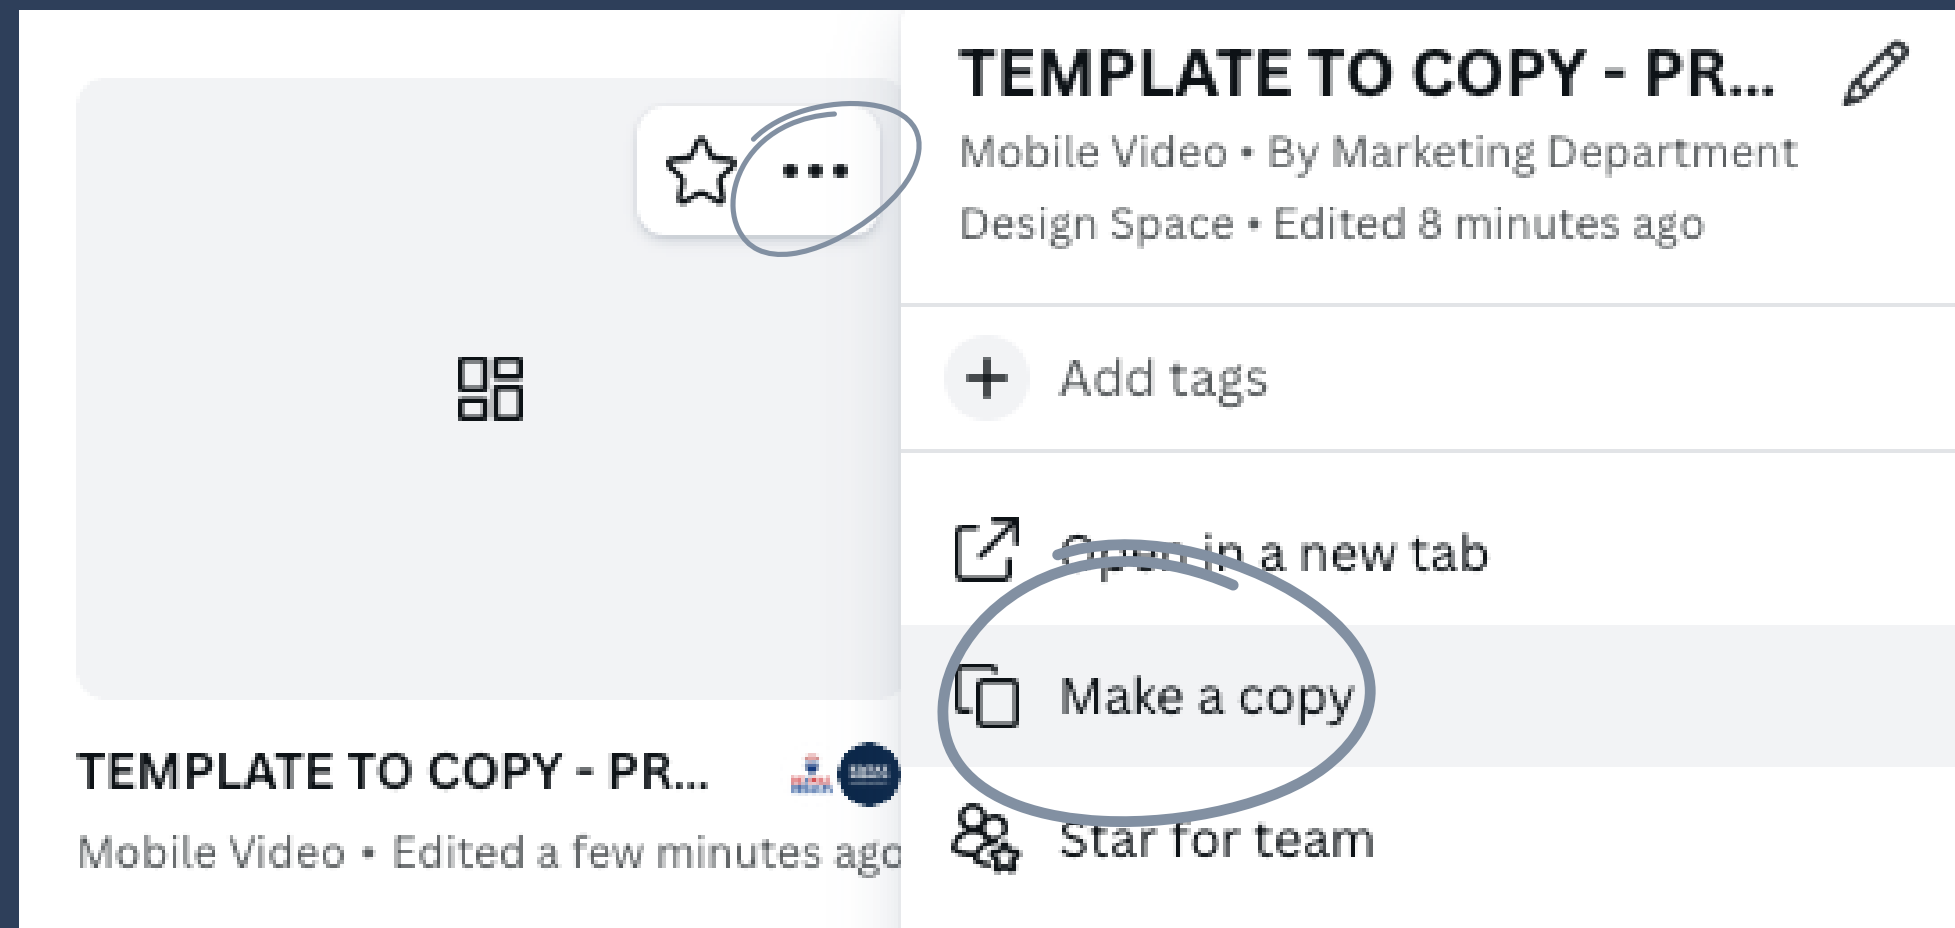 TEMPLATE TO COPY - PR...
Mobile Video • Edited a few minutes ago
TEMPLATE TO COPY - PR...
Mobile Video • By Marketing Department
Design Space • Edited 8 minutes ago
Add tags
Open in a new tab
Make a copy
Star for team